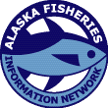 ALASKA FISHERIES
INFORMATION NETWORK